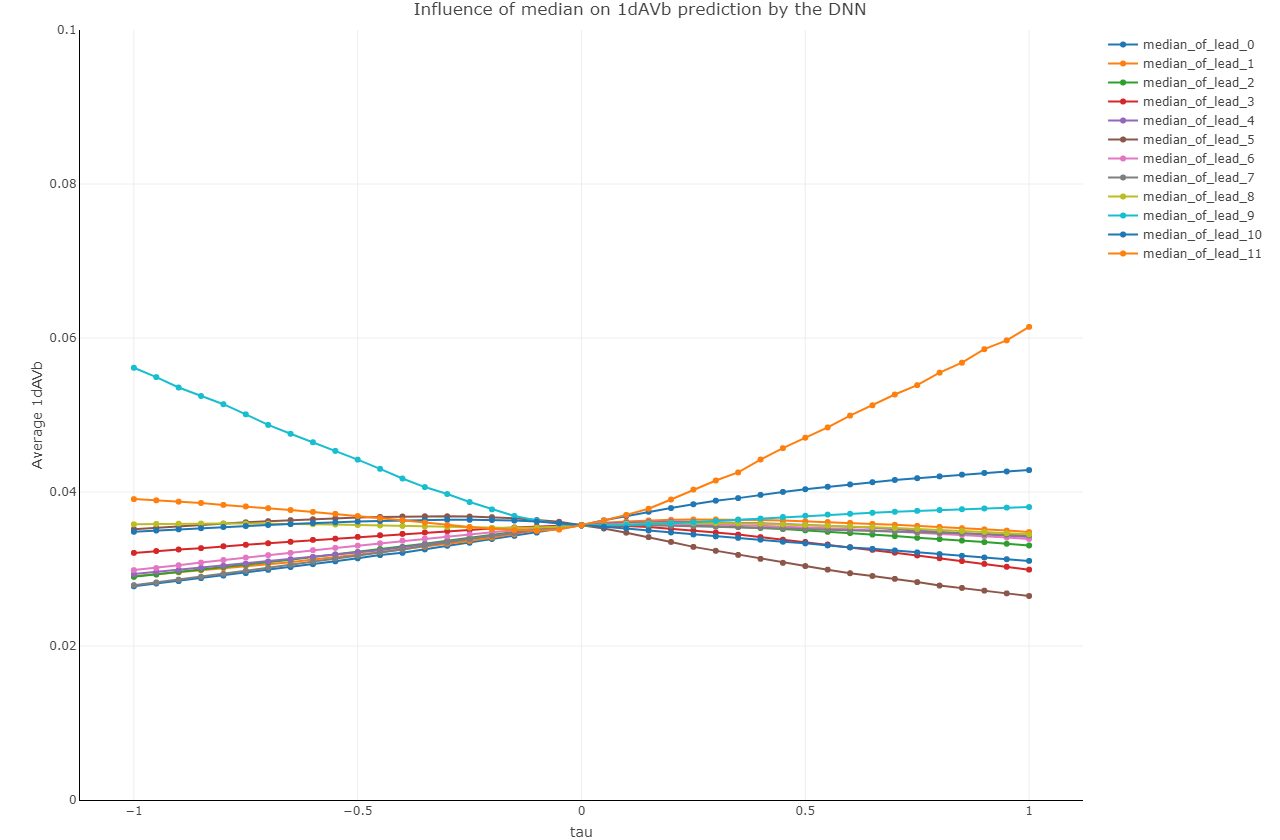 Influence of median on 1dAVb prediction by the DNN
0.1
0.08
0.06
0.04
0.02
0
Average 1dAVb
−1
−0.5
0
0.5
1
tau
median_of_lead_0
median_of_lead_1
median_of_lead_2
median_of_lead_3
median_of_lead_4
median_of_lead_5
median_of_lead_6
median_of_lead_7
median_of_lead_8
median_of_lead_9
median_of_lead_10
median_of_lead_11